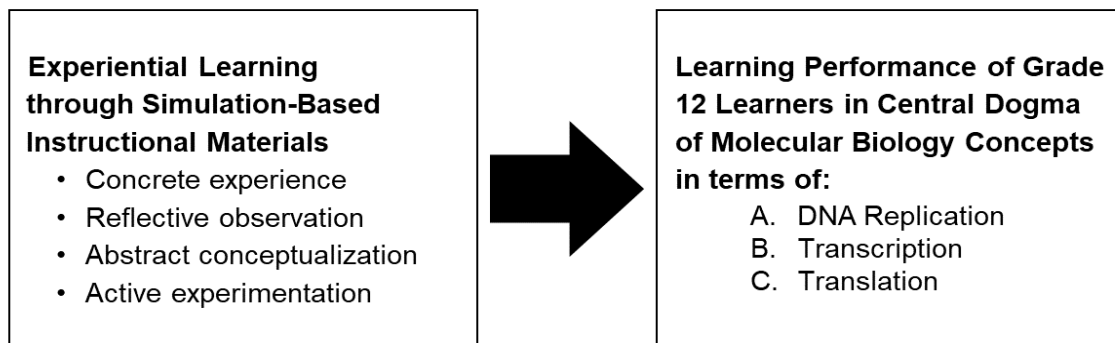 Experiential Learning
through Simulation-Based
Instructional Materials
• Concrete experience
• Reflective observation
• Abstract conceptualization
• Active experimentation
Learning Performance of Grade
12 Learners in Central Dogma
of Molecular Biology Concepts
in terms of:
A. DNA Replication
B. Transcription
C. Translation